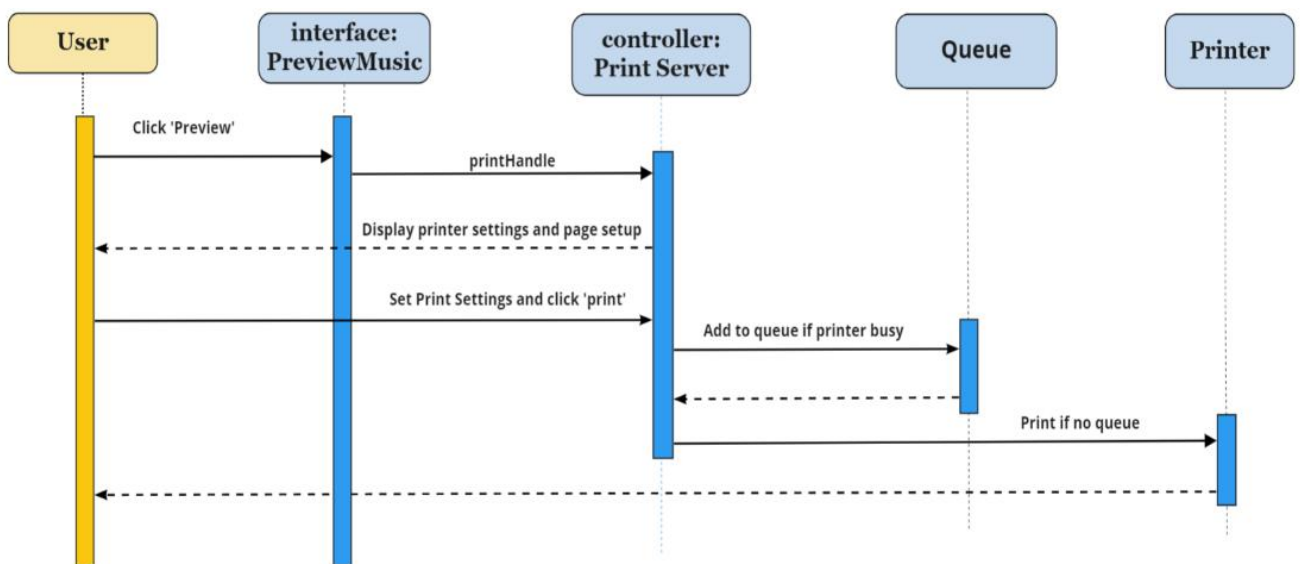 User
interface:
PreviewMusic
controller:
Print Server
Queue
Printer
Click 'Preview'
printHandle
Display printer settings and page setup
Set Print Settings and click 'print'
Add to queue if printer busy
Print if no queue